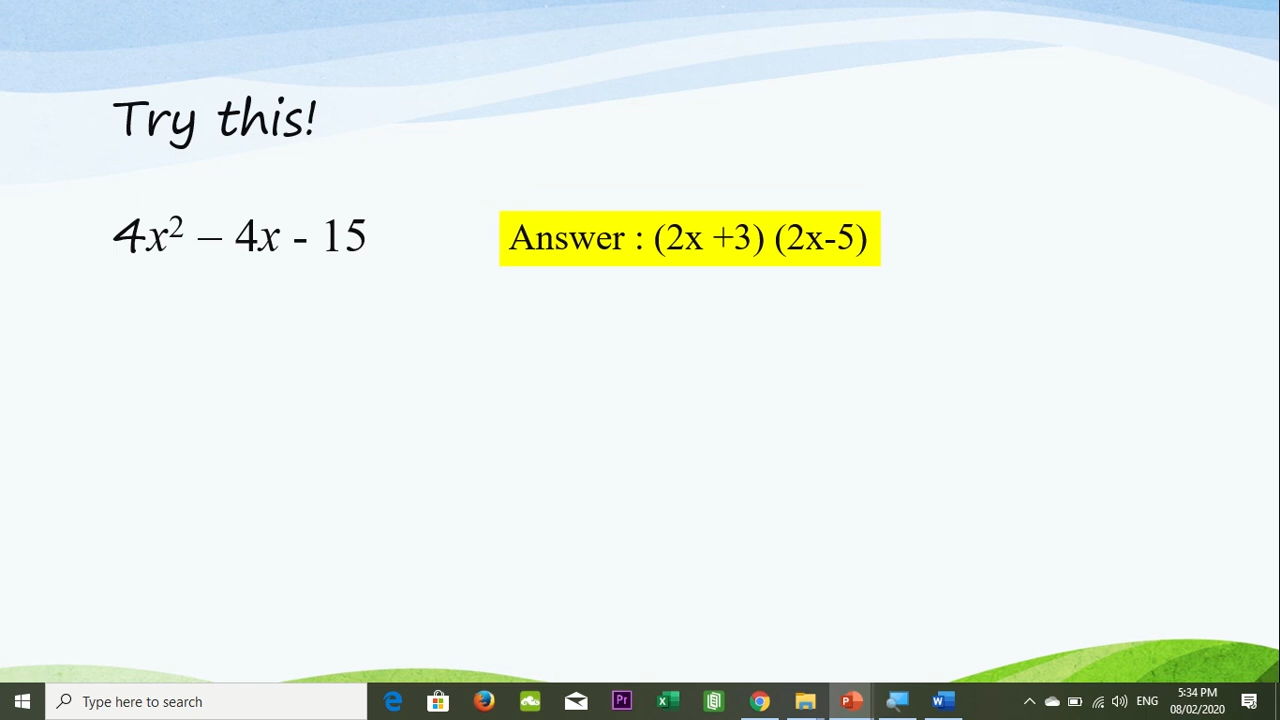 Try this!
4x² – 4x - 15
Answer : (2x +3) (2x-5)
Type here to search
Pr
ENG
5:34 PM
08/02/2020